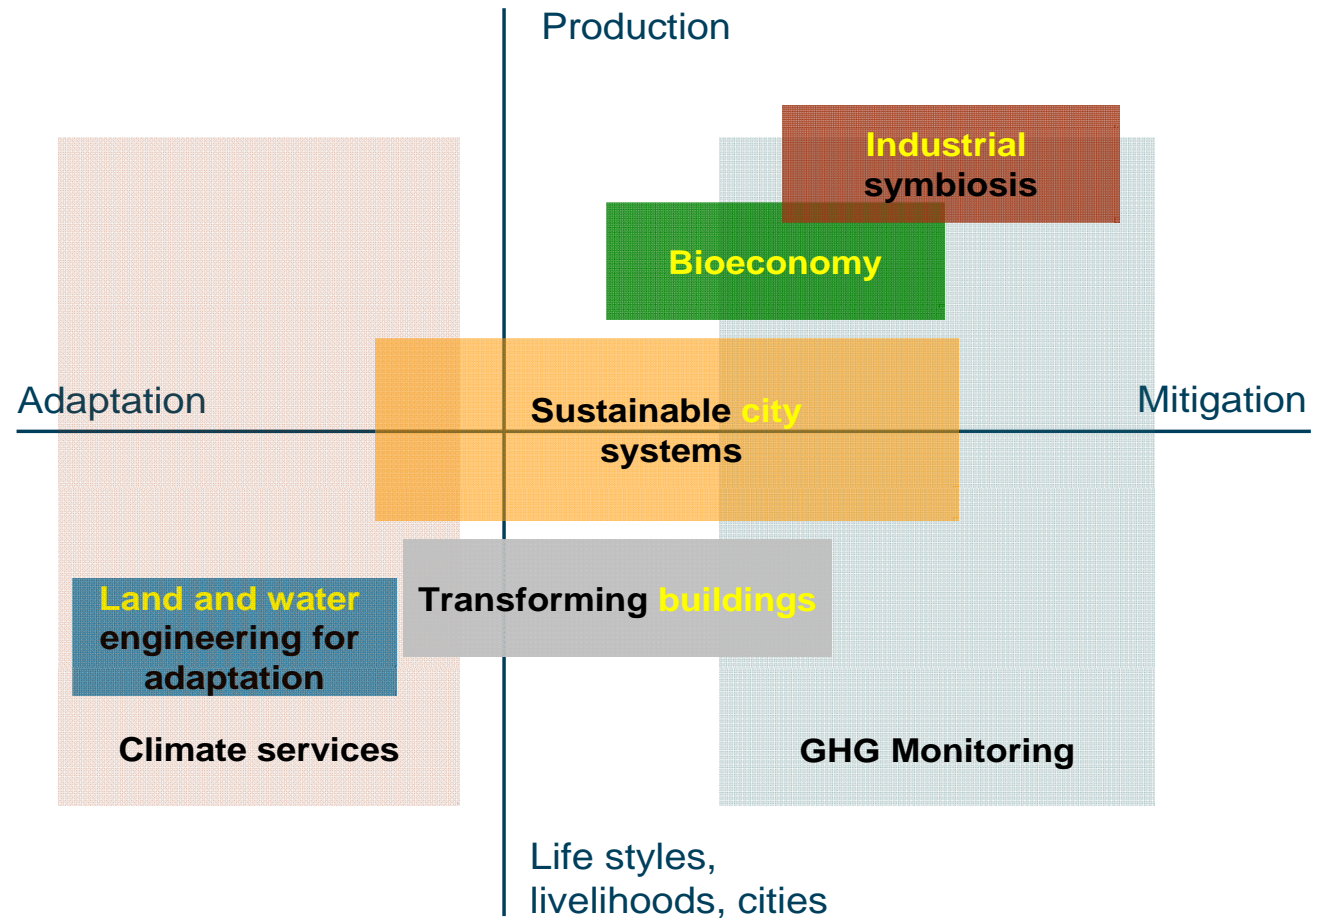 Production
Industrial
symbiosis
Bioeconomy
Adaptation
Mitigation
Sustainable city
systems
Transforming buildings
Land and water
engineering for
adaptation
Climate services
GHG Monitoring
Life styles,
livelihoods, cities